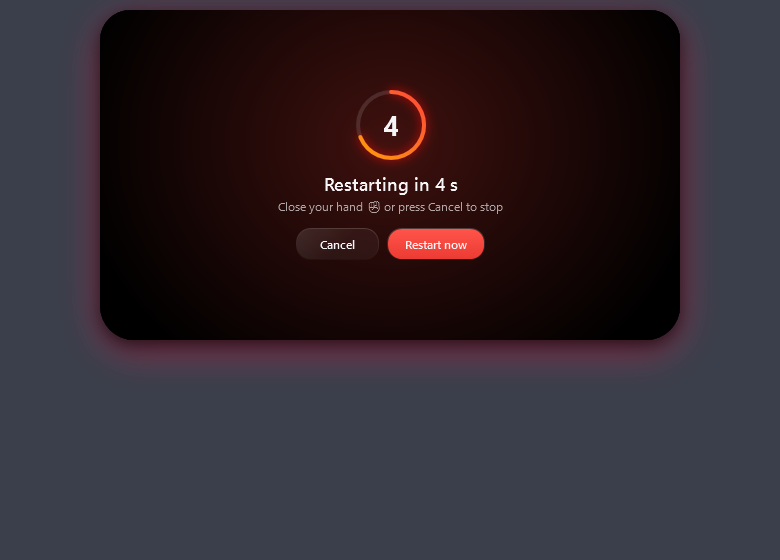 4
Restarting in 4 s
Close your hand ✊ or press Cancel to stop
Cancel
Restart now